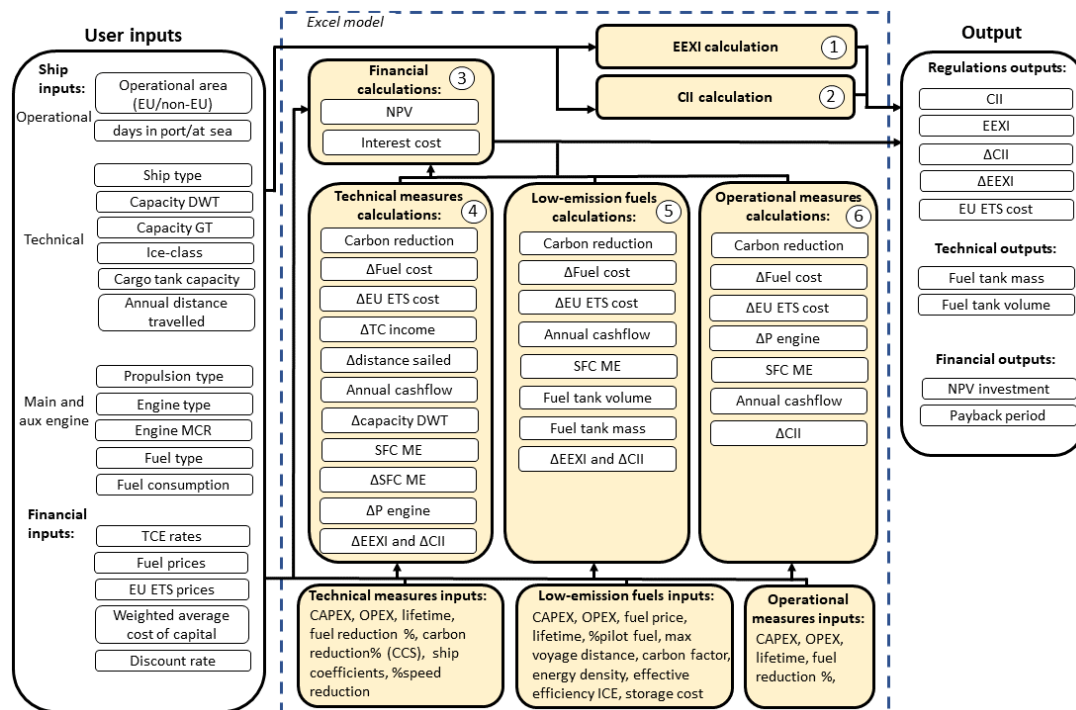 Excel model
User inputs
Ship
inputs:
Operational
Operational area
(EU/non-EU)
days in port/at sea
Technical
Ship type
Capacity DWT
Capacity GT
Ice-class
Cargo tank capacity
Annual distance
travelled
Main and
aux engine
Propulsion type
Engine type
Engine MCR
Fuel type
Fuel consumption
Financial
inputs:
TCE rates
Fuel prices
EU ETS prices
Weighted average
cost of capital
Discount rate
EEXI calculation
1
CII calculation
2
Financial
calculations:
3
NPV
Interest cost
Technical measures
calculations:
4
Carbon reduction
ΔFuel cost
ΔEU ETS cost
ΔTC income
Δdistance sailed
Annual cashflow
Δcapacity DWT
SFC ME
ΔSFC ME
ΔP engine
ΔEEXI and ΔCII
Low-emission fuels
calculations:
5
Carbon reduction
ΔFuel cost
ΔEU ETS cost
Annual cashflow
SFC ME
Fuel tank volume
Fuel tank mass
ΔEEXI and ΔCII
Operational measures
calculations:
6
Carbon reduction
ΔFuel cost
ΔEU ETS cost
ΔP engine
SFC ME
Annual cashflow
ΔCII
Technical measures inputs:
CAPEX, OPEX, lifetime,
fuel reduction %, carbon
reduction% (CCS), ship
coefficients, %speed
reduction
Low-emission fuels inputs:
CAPEX, OPEX, fuel price,
lifetime, %pilot fuel, max
voyage distance, carbon factor,
energy density, effective
efficiency ICE, storage cost
Operational
measures inputs:
CAPEX, OPEX,
lifetime, fuel
reduction %,
Output
Regulations outputs:
CII
EEXI
ΔCII
ΔEEXI
EU ETS cost
Technical outputs:
Fuel tank mass
Fuel tank volume
Financial outputs:
NPV investment
Payback period